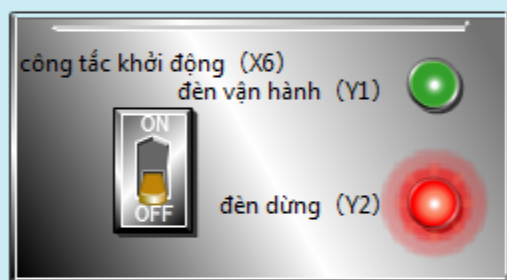 công tắc khởi động（X6）
đèn vận hành（Y1）
ON
OFF
đèn dừng（Y2）